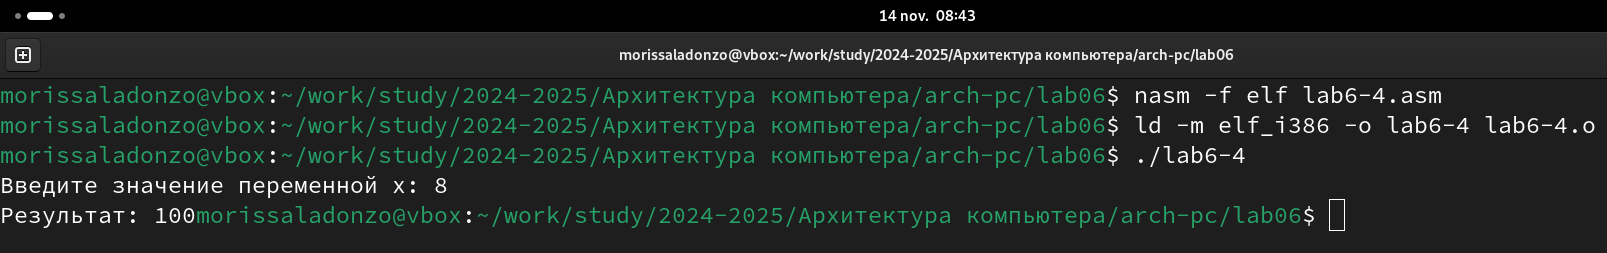 14 nov. 08:43
morissaladonzo@vbox:~/work/study/2024-2025/Архитектура компьютера/arch-pc/lab06
morissaladonzo@vbox:~/work/study/2024-2025/Архитектура компьютера/arch-pc/lab06$ nasm -f elf lab6-4.asm
morissaladonzo@vbox:~/work/study/2024-2025/Архитектура компьютера/arch-pc/lab06$ ld -m elf_i386 -o lab6-4 lab6-4.o
morissaladonzo@vbox:~/work/study/2024-2025/Архитектура компьютера/arch-pc/lab06$ ./lab6-4
Введите значение переменной х: 8
Результат: 100morissaladonzo@vbox:~/work/study/2024-2025/Архитектура компьютера/arch-pc/lab06$